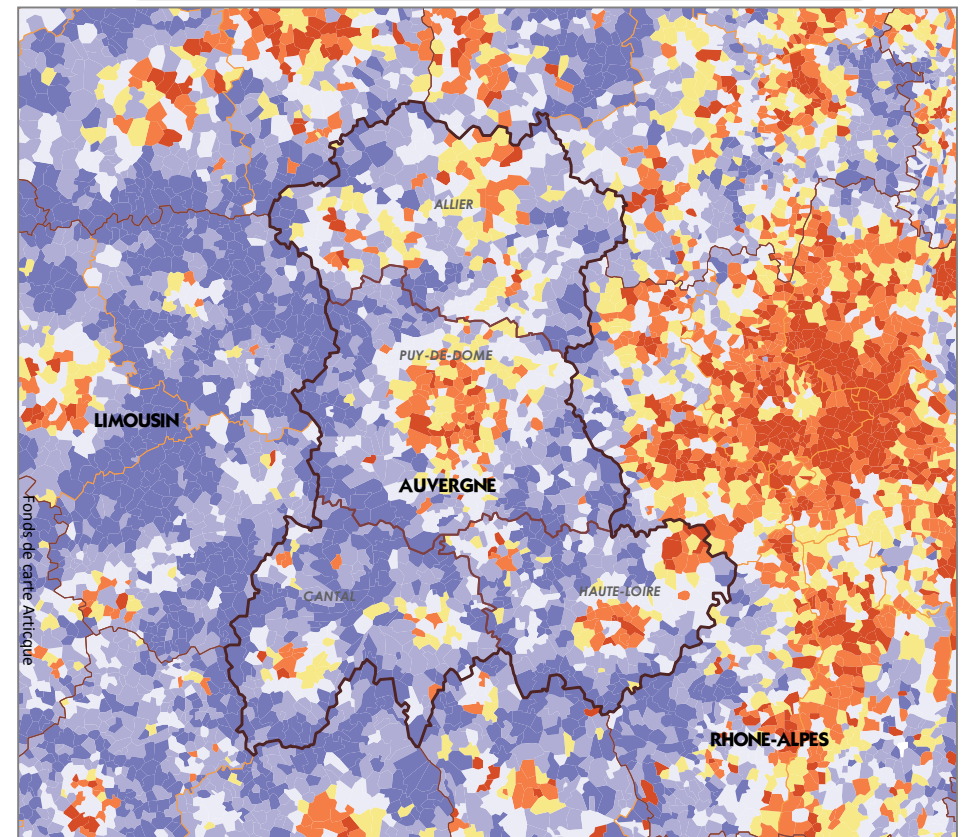 ALLIER
PUY-DE-DOME
LIMOUSIN
AUVERGNE
Fonds de carte Articque
CANTAL
HAUTE-LOIRE
RHONE-ALPES